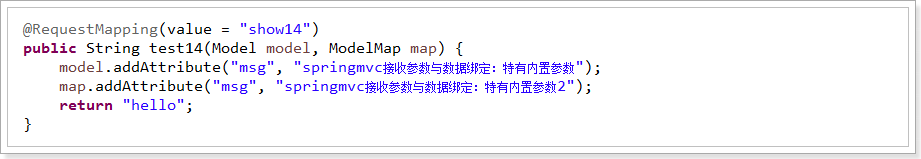 @RequestMapping(value = "show14")
public String test14(Model model, ModelMap map) {
    model.addAttribute("msg", "springmvc接收参数与数据绑定：特有内置参数");
    map.addAttribute("msg", "springmvc接收参数与数据绑定：特有内置参数2");
    return "hello";
}